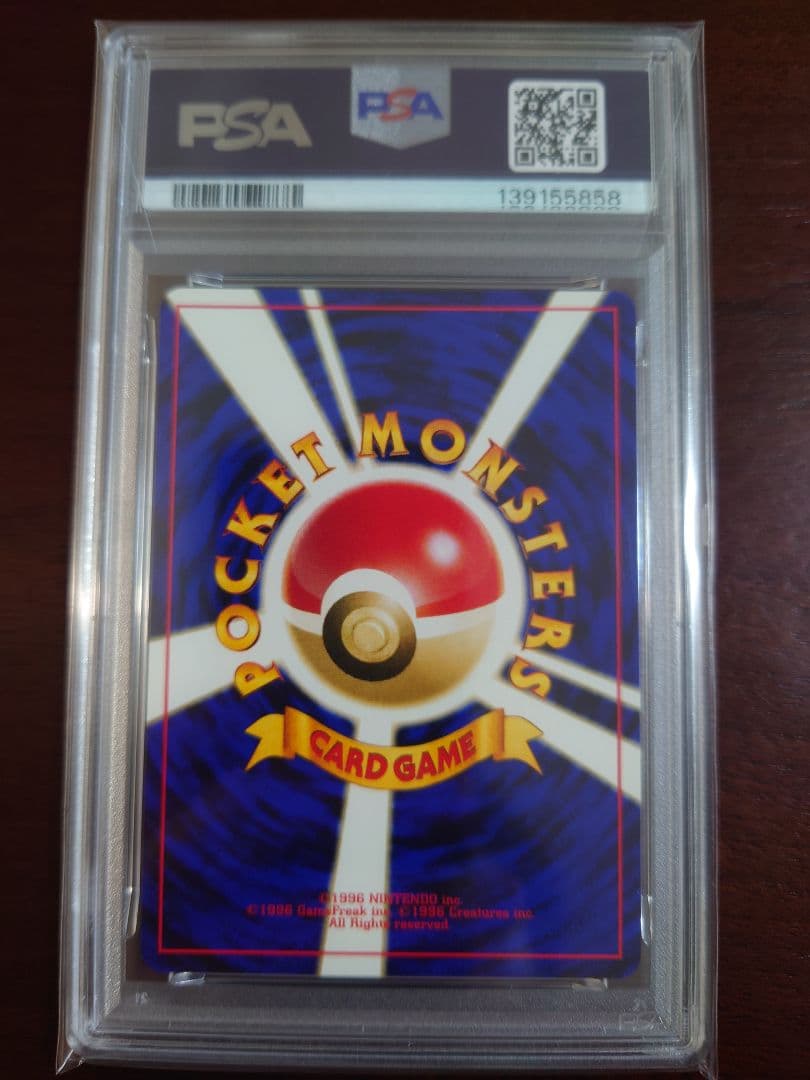 PSA
PSA
139155858
POCKET MONSTERS
CARD GAME
©1996 NINTENDO inc.
©1996 GameFreak inc. ©1996 Creatures inc.
All Rights reserved.